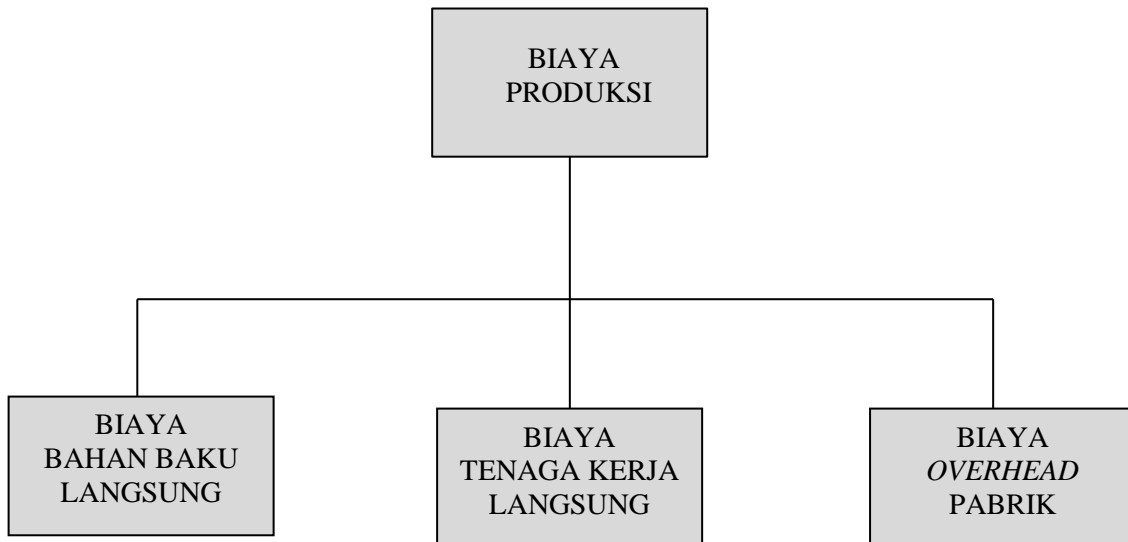 BIAYA
PRODUKSI
BIAYA
BAHAN BAKU
LANGSUNG
BIAYA
TENAGA KERJA
LANGSUNG
BIAYA
OVERHEAD
PABRIK